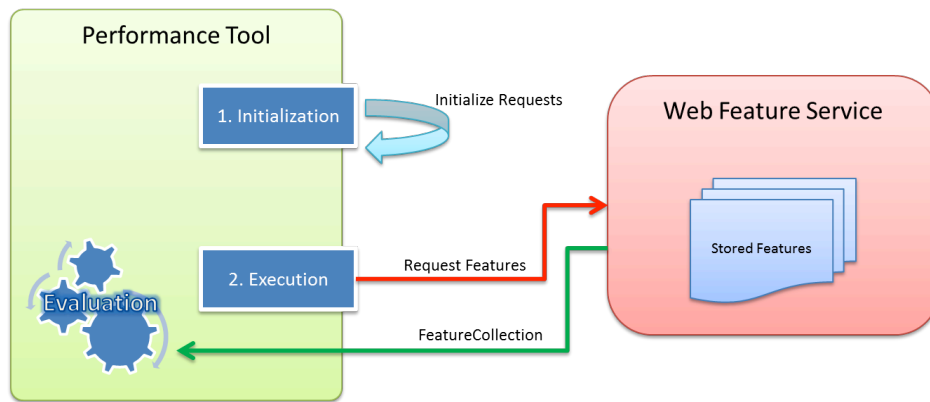 Performance Tool
1. Initialization
Initialize Requests
Web Feature Service
Stored Features
2. Execution
Request Features
Evaluation
FeatureCollection